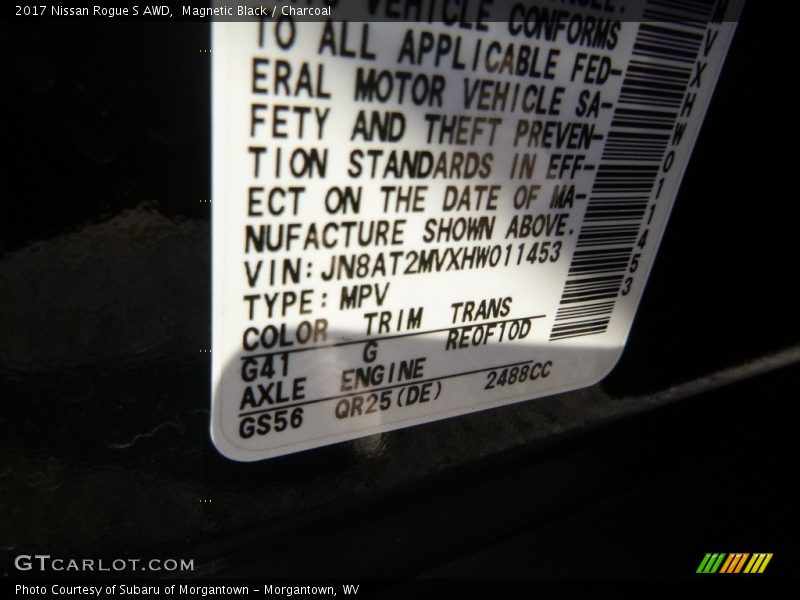 2017 Nissan Rogue S AWD,  Magnetic Black / Charcoal
VEHICLE CONFORMS
TO ALL APPLICABLE FED-
ERAL MOTOR VEHICLE SA-
FETY AND THEFT PREVEN-
TION STANDARDS IN EFF-
ECT ON THE DATE OF MA-
NUFACTURE SHOWN ABOVE.
VIN: JN8AT2MVXHW011453
TYPE: MPV
COLOR TRIM TRANS
G41 G RE0F10D
AXLE ENGINE
GS56 QR25(DE) 2488CC
MVXHW011453
GTCARLOT.COM
Photo Courtesy of Subaru of Morgantown - Morgantown, WV